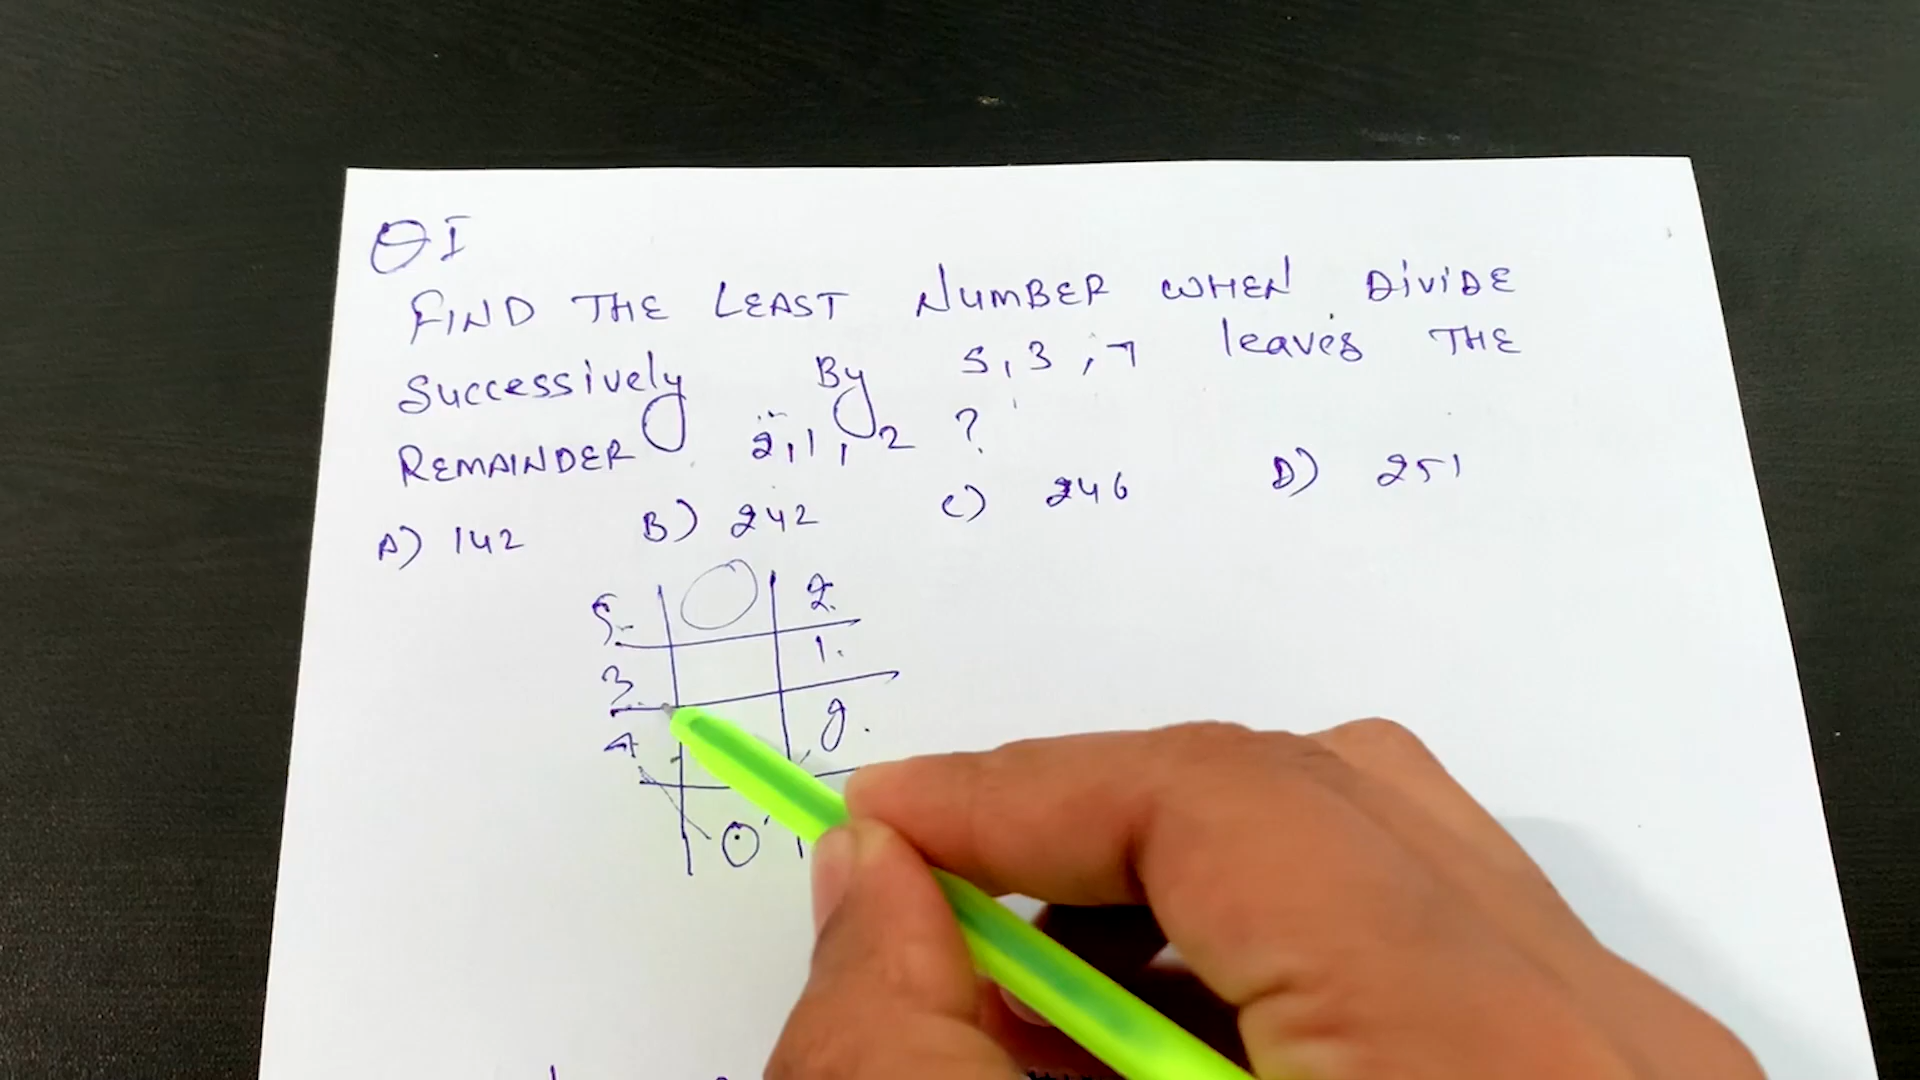 Q1
FIND THE LEAST NUMBER WHEN DiViDE
Successively By 5, 3, 7 leaves THE
REMAINDER 2, 1, 2 ?
A) 142 B) 242 C) 246 D) 251
5 2
3 1
2
0